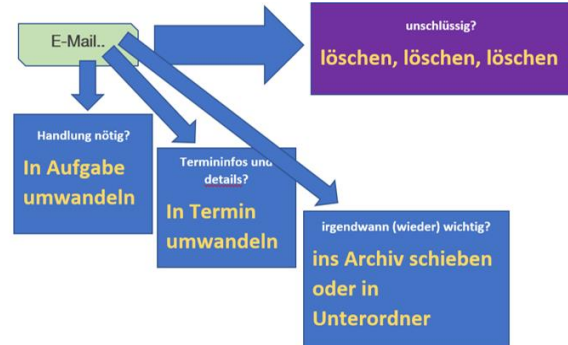 E-Mail..
unschlüssig?
löschen, löschen, löschen
Handlung nötig?
In Aufgabe
umwandeln
Termininfos und
details?
In Termin
umwandeln
irgendwann (wieder) wichtig?
ins Archiv schieben
oder in
Unterordner